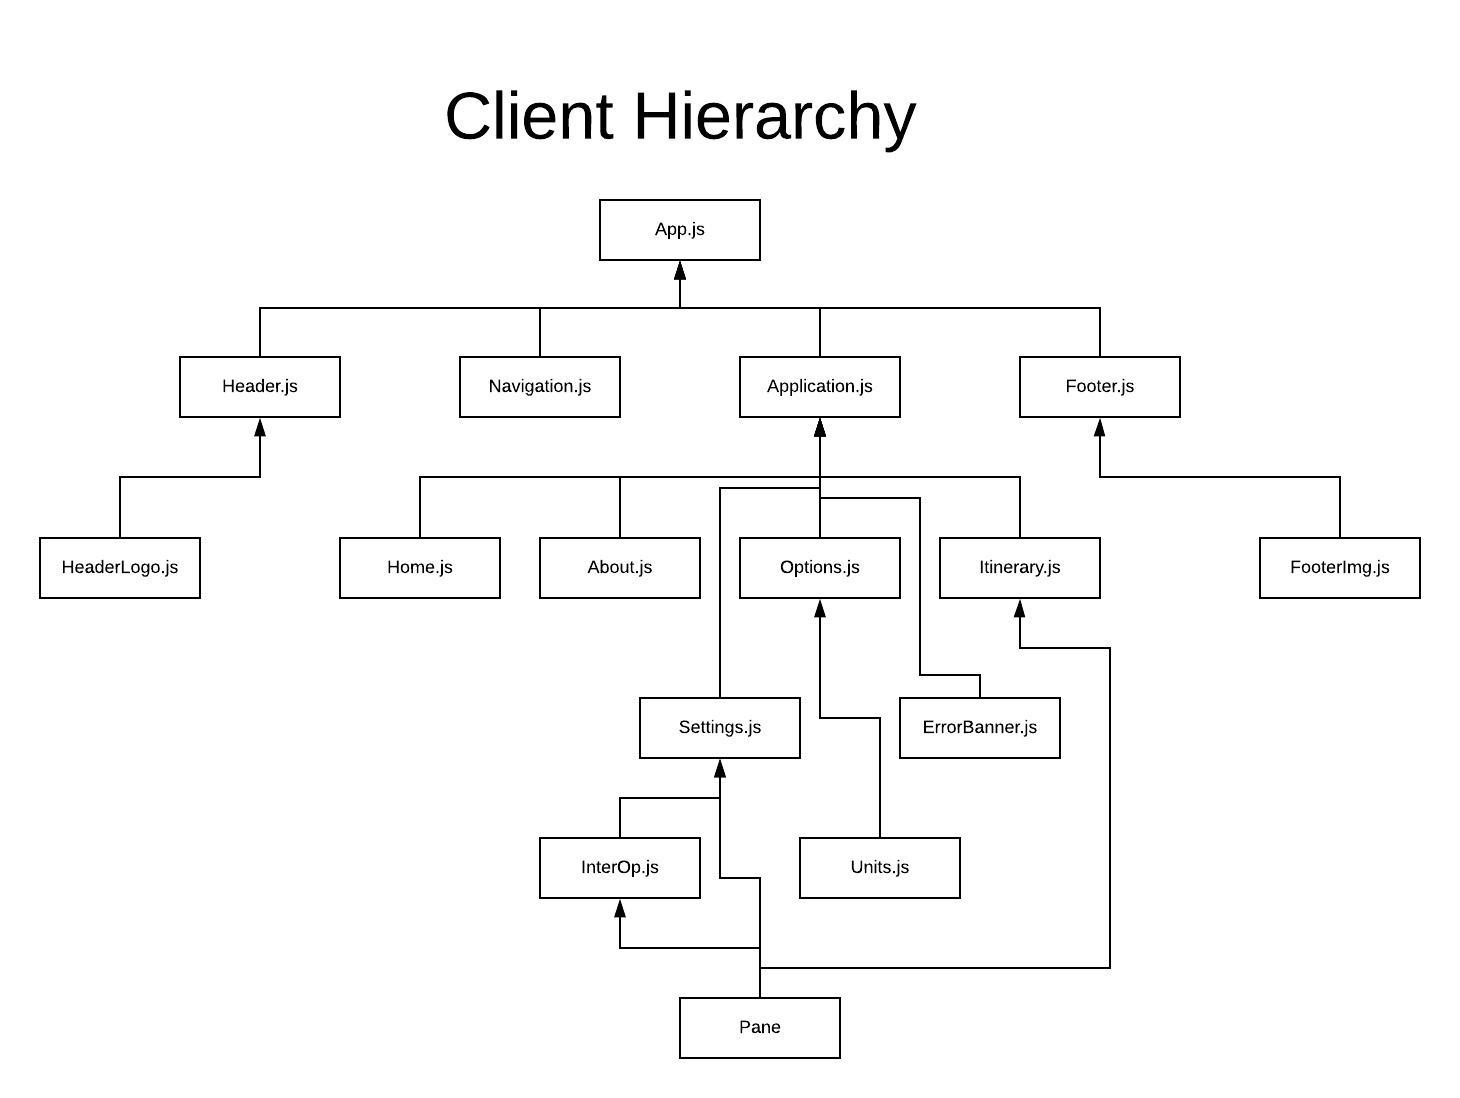 Client Hierarchy
App.js
Header.js
Navigation.js
Application.js
Footer.js
HeaderLogo.js
Home.js
About.js
Options.js
Itinerary.js
FooterImg.js
Settings.js
ErrorBanner.js
InterOp.js
Units.js
Pane